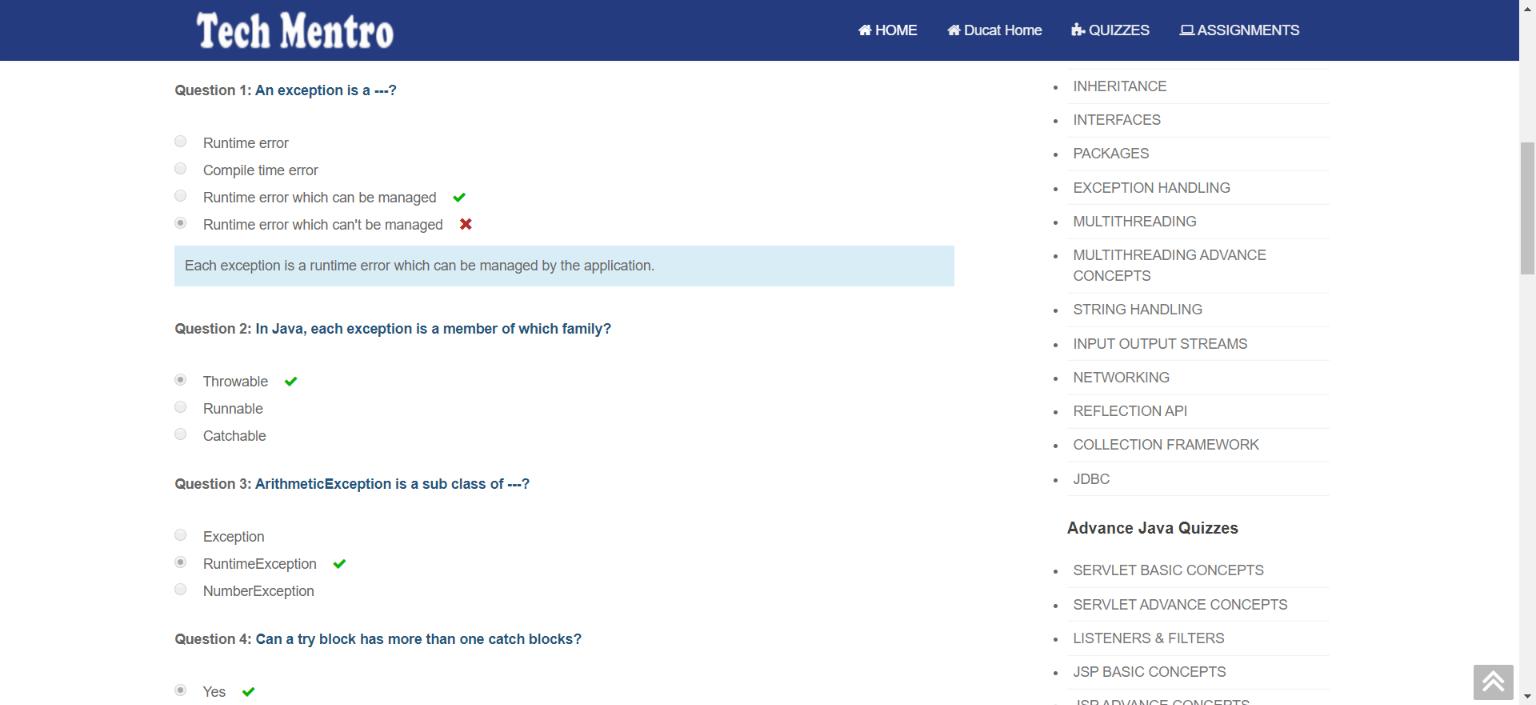 Tech Mentro
HOME
Ducat Home
QUIZZES
ASSIGNMENTS
Question 1: An exception is a ---?
Runtime error
Compile time error
Runtime error which can be managed
Runtime error which can't be managed
Each exception is a runtime error which can be managed by the application.
Question 2: In Java, each exception is a member of which family?
Throwable
Runnable
Catchable
Question 3: ArithmeticException is a sub class of ---?
Exception
RuntimeException
NumberException
Question 4: Can a try block has more than one catch blocks?
Yes
INHERITANCE
INTERFACES
PACKAGES
EXCEPTION HANDLING
MULTITHREADING
MULTITHREADING ADVANCE
CONCEPTS
STRING HANDLING
INPUT OUTPUT STREAMS
NETWORKING
REFLECTION API
COLLECTION FRAMEWORK
JDBC
Advance Java Quizzes
SERVLET BASIC CONCEPTS
SERVLET ADVANCE CONCEPTS
LISTENERS & FILTERS
JSP BASIC CONCEPTS
JSP ADVANCE CONCEPTS